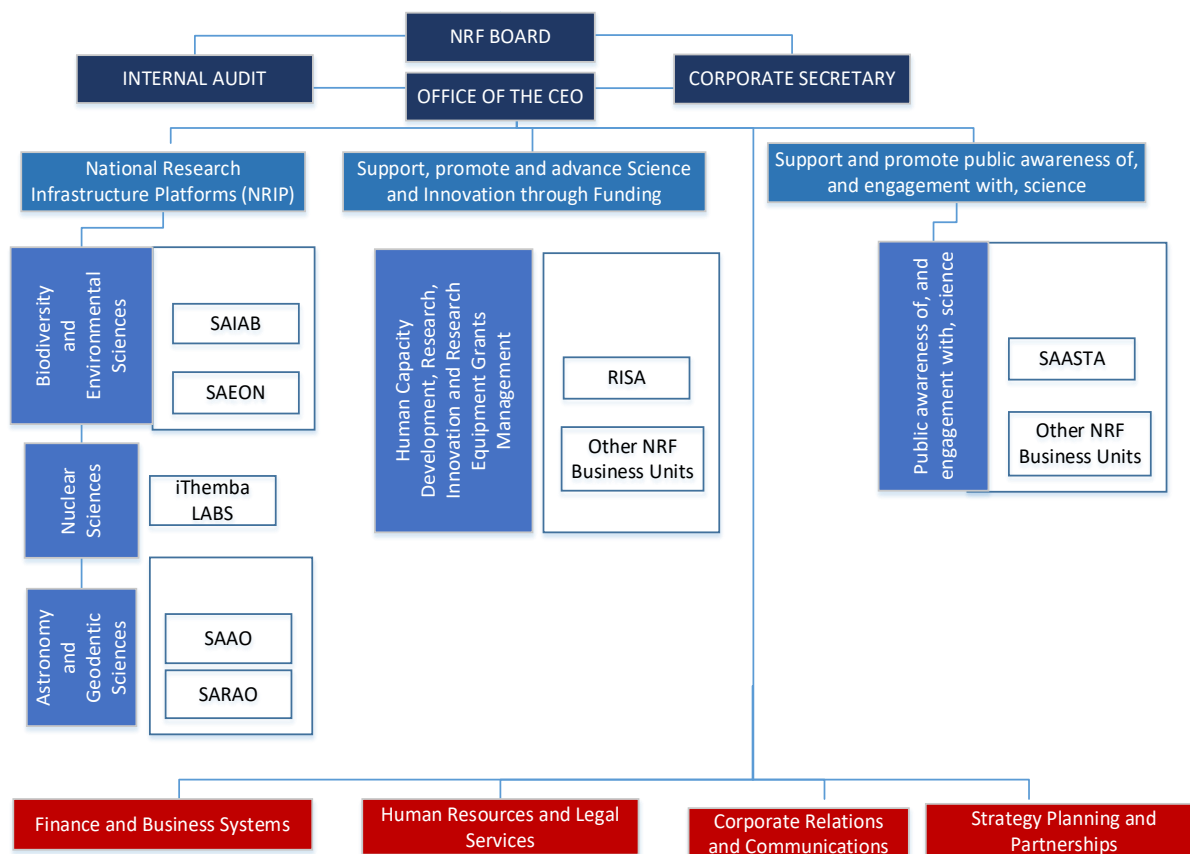 NRF BOARD
INTERNAL AUDIT
CORPORATE SECRETARY
OFFICE OF THE CEO
National Research
Infrastructure Platforms (NRIP)
Support, promote and advance Science
and Innovation through Funding
Support and promote public awareness of,
and engagement with, science
Biodiversity
and
Environmental
Sciences
SAIAB
SAEON
Nuclear
Sciences
iThemba
LABS
Astronomy
and
Geodentic
Sciences
SAAO
SARAO
Human Capacity
Development, Research,
Innovation and Research
Equipment Grants
Management
RISA
Other NRF
Business Units
Public awareness of, and
engagement with, science
SAASTA
Other NRF
Business Units
Finance and Business Systems
Human Resources and Legal
Services
Corporate Relations
and Communications
Strategy Planning and
Partnerships